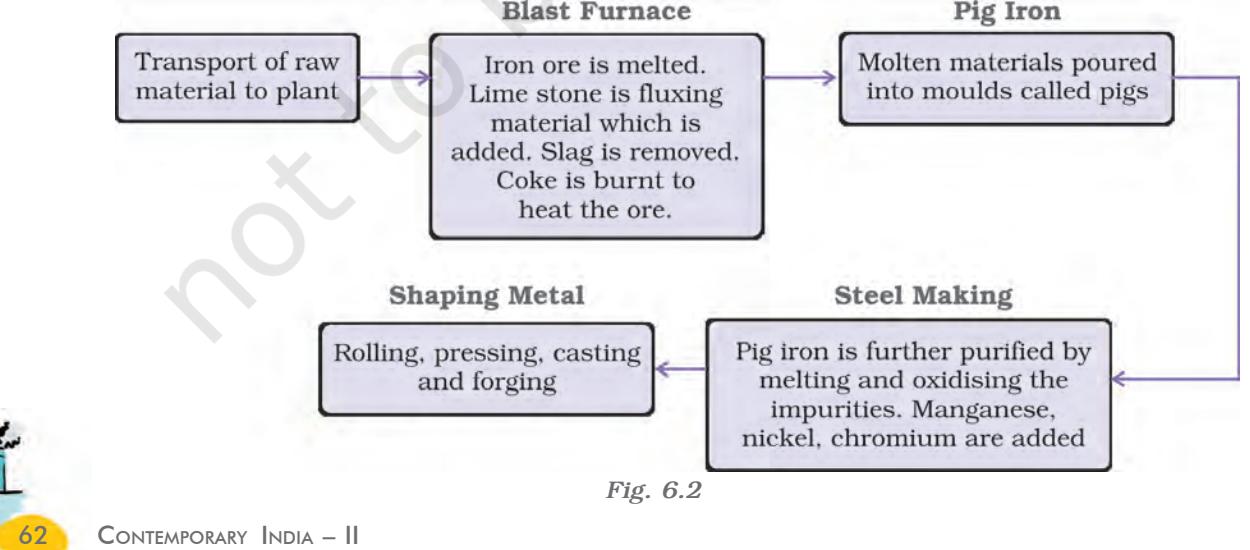 Blast Furnace
Pig Iron
Transport of raw
material to plant
Iron ore is melted.
Lime stone is fluxing
material which is
added. Slag is removed.
Coke is burnt to
heat the ore.
Molten materials poured
into moulds called pigs
Shaping Metal
Steel Making
Rolling, pressing, casting
and forging
Pig iron is further purified by
melting and oxidising the
impurities. Manganese,
nickel, chromium are added
Fig. 6.2
62 CONTEMPORARY INDIA – II
not to